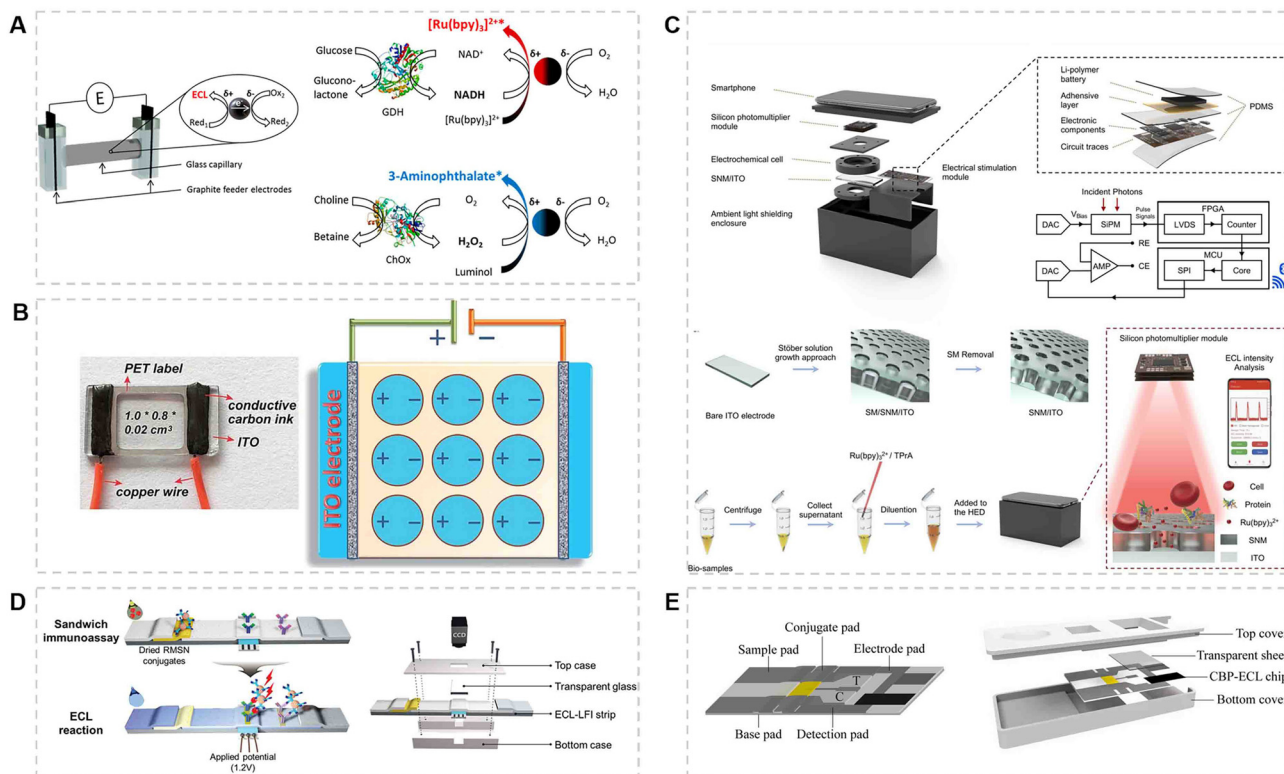 A
E
ECL
δ+
δ-
Ox₂
e⁻
Red₁
Red₂
Glass capillary
Graphite feeder electrodes
[Ru(bpy)₃]²⁺*
Glucose
NAD⁺
δ+
δ-
O₂
Glucono-
lactone
NADH
H₂O
GDH
[Ru(bpy)₃]²⁺
3-Aminophthalate*
Choline
O₂
δ+
δ-
O₂
Betaine
H₂O₂
H₂O
ChOx
Luminol
B
PET label
1.0 * 0.8 *
0.02 cm³
conductive
carbon ink
ITO
copper wire
+ −
ITO electrode
+ − + − + −
+ − + − + −
+ − + − + −
C
Smartphone
Silicon photomultiplier
module
Electrochemical cell
SNM/ITO
Electrical stimulation
module
Ambient light shielding
enclosure
Li-polymer
battery
Adhensive
layer
Electronic
components
Circuit traces
PDMS
Incident Photons
FPGA
DAC
VBias
SiPM
Pulse
Signals
LVDS
Counter
RE
MCU
DAC
AMP
CE
SPI
Core
Stöber solution
growth approach
SM Removal
Bare ITO electrode
SM/SNM/ITO
SNM/ITO
Ru(bpy)₃²⁺ / TPrA
Centrifuge
Collect
supernatant
Diluention
Added to
the HED
Bio-samples
Silicon photomultiplier module
ECL intensity
Analysis
Cell
Protein
Ru(bpy)₃²⁺
SNM
ITO
D
Sandwich
immunoassay
Dried RMSN
conjugates
ECL
reaction
Applied potential
(1.2V)
CCD
Top case
Transparent glass
ECL-LFI strip
Bottom case
E
Conjugate pad
Sample pad
Electrode pad
T
C
Base pad
Detection pad
Top cove
Transparent shee
CBP-ECL chip
Bottom cove